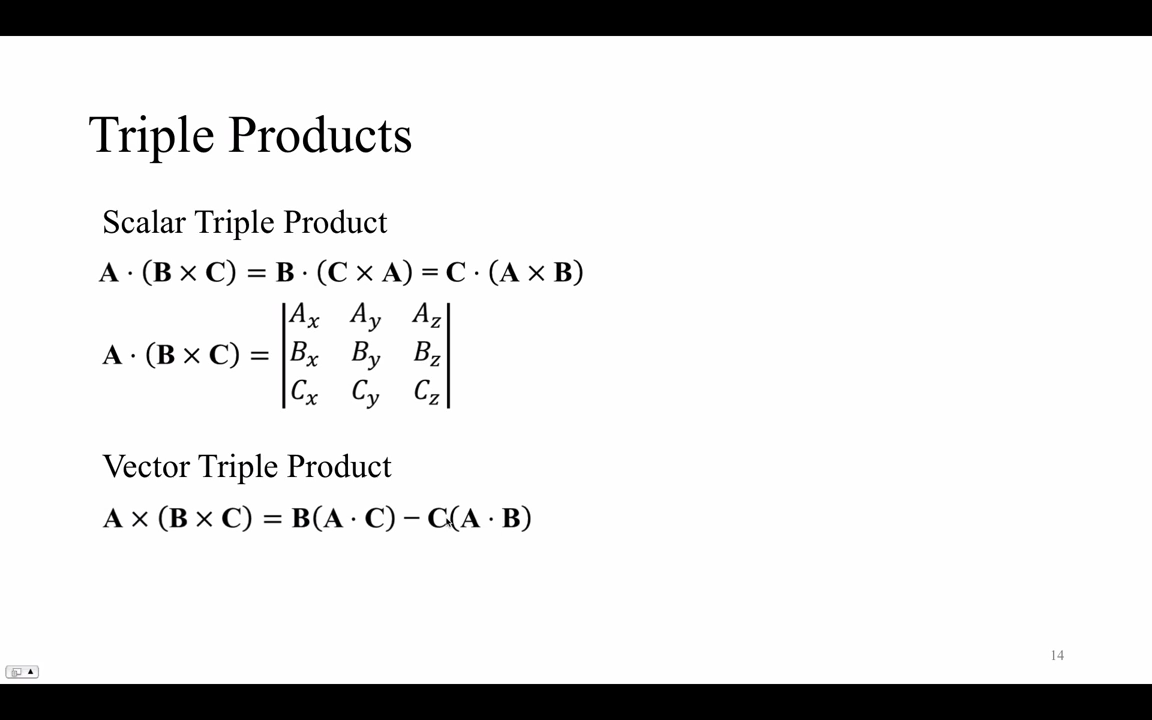 Triple Products
Scalar Triple Product
A · (B × C) = B · (C × A) = C · (A × B)
A · (B × C) = |A_x A_y A_z|
|B_x B_y B_z|
|C_x C_y C_z|
Vector Triple Product
A × (B × C) = B(A · C) − C(A · B)
14